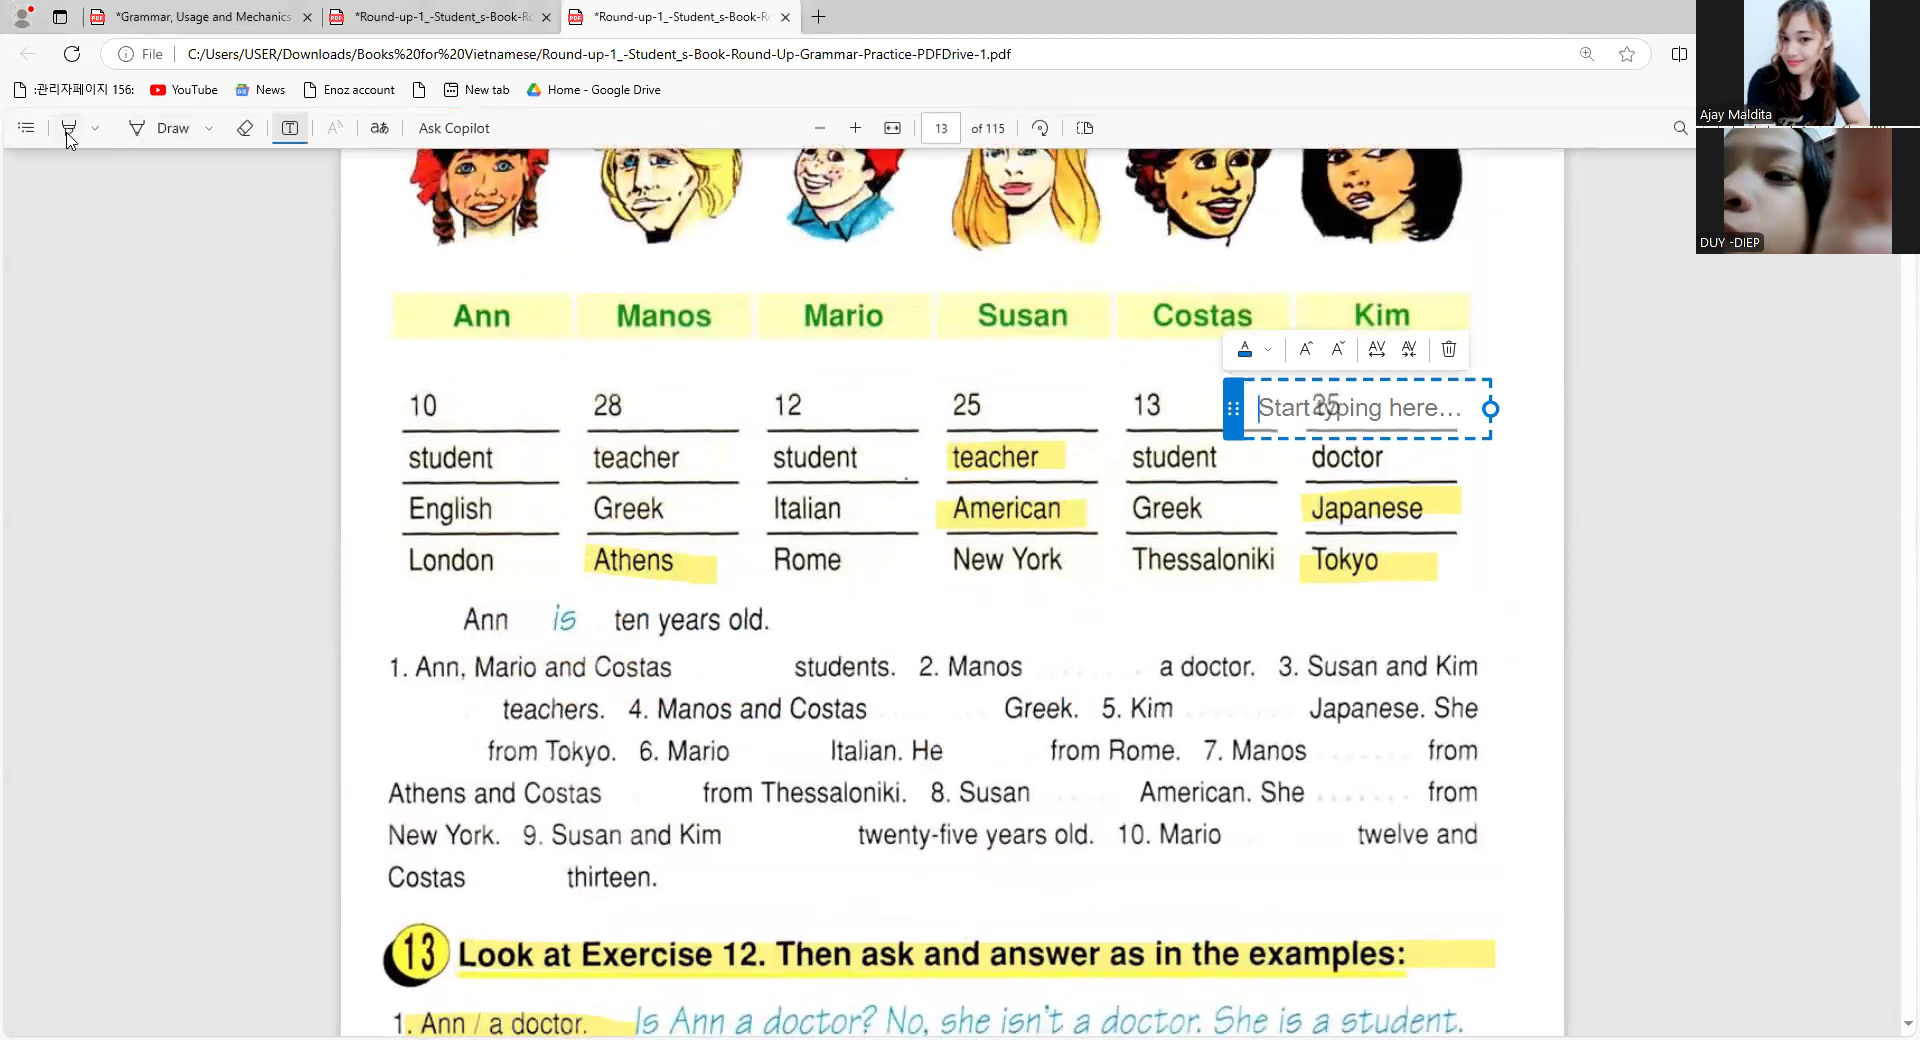 *Grammar, Usage and Mechanics
*Round-up-1_-Student_s-Book-Ro
*Round-up-1_-Student_s-Book-Ro
File C:/Users/USER/Downloads/Books%20for%20Vietnamese/Round-up-1_-Student_s-Book-Round-Up-Grammar-Practice-PDFDrive-1.pdf
:관리자페이지 156: YouTube News Enoz account New tab Home - Google Drive
Draw aあ Ask Copilot 13 of 115
Ajay Maldita
DUY -DIEP
Ann Manos Mario Susan Costas Kim
10 28 12 25 13 25
Start typing here...
student teacher student teacher student doctor
English Greek Italian American Greek Japanese
London Athens Rome New York Thessaloniki Tokyo
Ann is ten years old.
1. Ann, Mario and Costas students. 2. Manos a doctor. 3. Susan and Kim
teachers. 4. Manos and Costas Greek. 5. Kim Japanese. She
from Tokyo. 6. Mario Italian. He from Rome. 7. Manos from
Athens and Costas from Thessaloniki. 8. Susan American. She from
New York. 9. Susan and Kim twenty-five years old. 10. Mario twelve and
Costas thirteen.
13 Look at Exercise 12. Then ask and answer as in the examples:
1. Ann / a doctor. Is Ann a doctor? No, she isn't a doctor. She is a student.